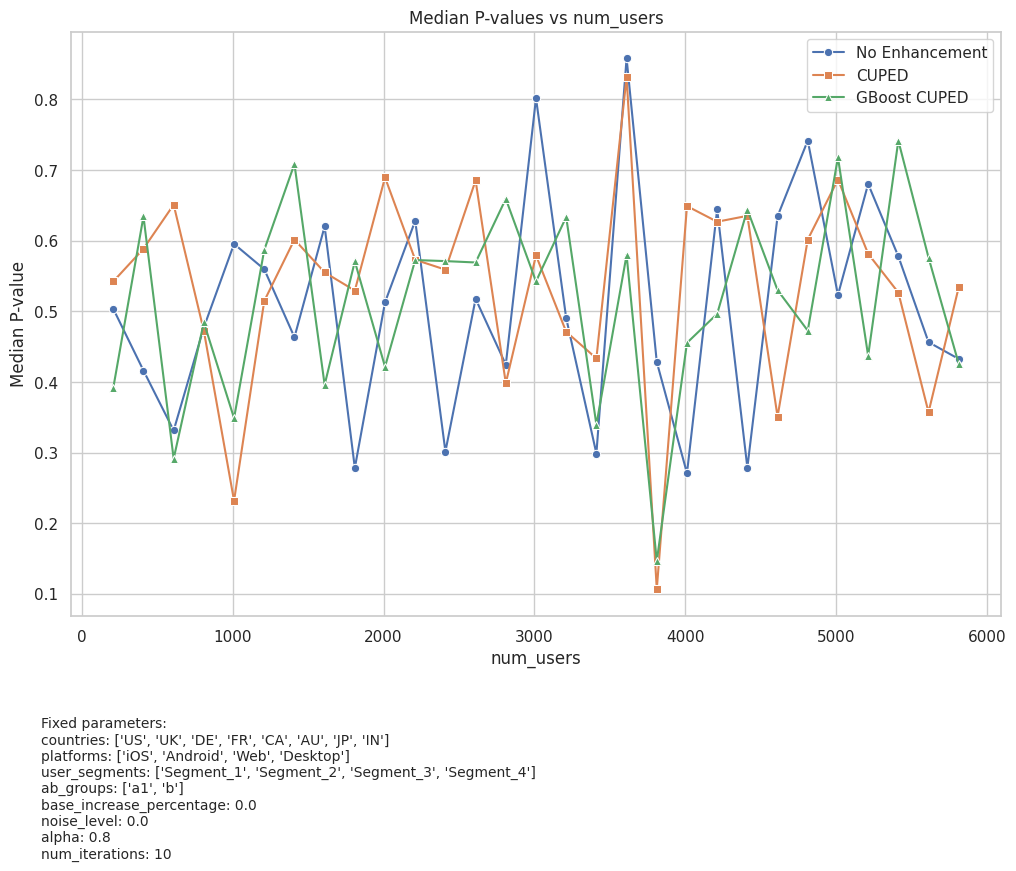 Median P-values vs num_users
No Enhancement
CUPED
GBoost CUPED
Median P-value
0.8
0.7
0.6
0.5
0.4
0.3
0.2
0.1
0 1000 2000 3000 4000 5000 6000
num_users
Fixed parameters:
countries: ['US', 'UK', 'DE', 'FR', 'CA', 'AU', 'JP', 'IN']
platforms: ['iOS', 'Android', 'Web', 'Desktop']
user_segments: ['Segment_1', 'Segment_2', 'Segment_3', 'Segment_4']
ab_groups: ['a1', 'b']
base_increase_percentage: 0.0
noise_level: 0.0
alpha: 0.8
num_iterations: 10